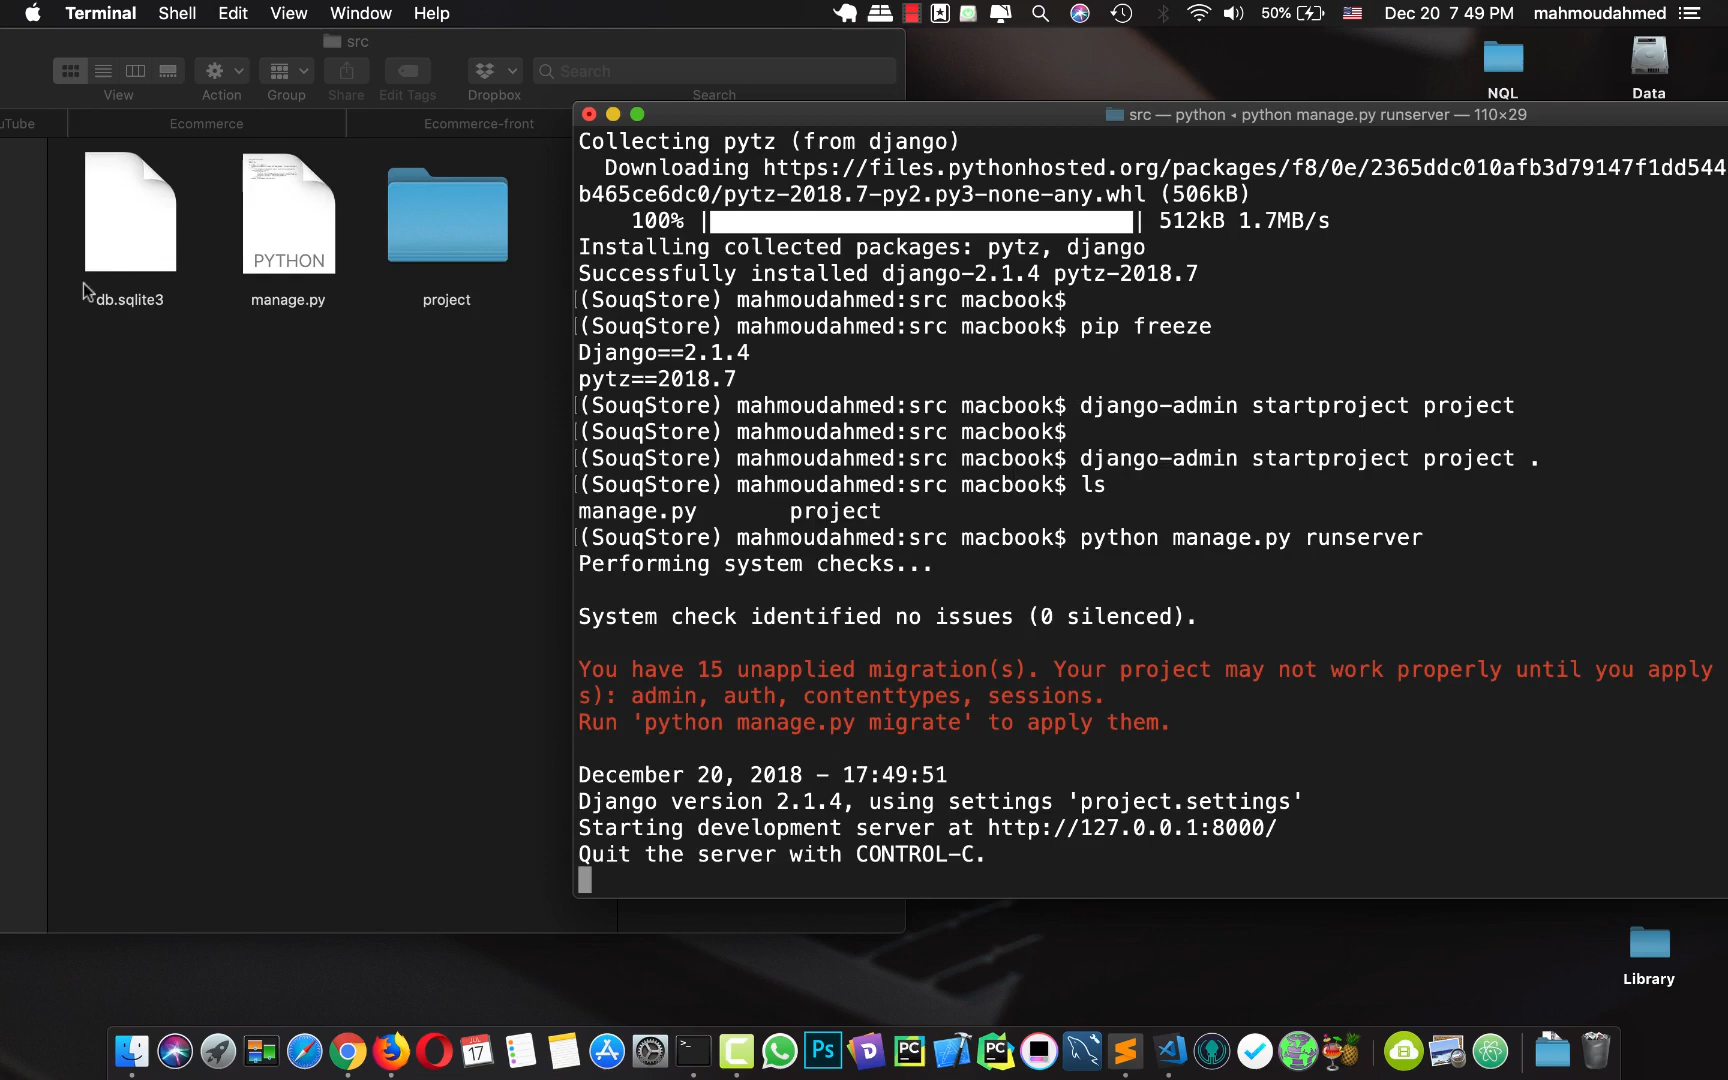 Terminal Shell Edit View Window Help
50%
Dec 20 7 49 PM mahmoudahmed
src
Search
View Action Group Share Edit Tags Dropbox Search
uTube Ecommerce Ecommerce-front
PYTHON
db.sqlite3 manage.py project
NQL Data
src — python ◂ python manage.py runserver — 110×29
Collecting pytz (from django)
Downloading https://files.pythonhosted.org/packages/f8/0e/2365ddc010afb3d79147f1dd544
b465ce6dc0/pytz-2018.7-py2.py3-none-any.whl (506kB)
100% | | 512kB 1.7MB/s
Installing collected packages: pytz, django
Successfully installed django-2.1.4 pytz-2018.7
[(SouqStore) mahmoudahmed:src macbook$
[(SouqStore) mahmoudahmed:src macbook$ pip freeze
Django==2.1.4
pytz==2018.7
[(SouqStore) mahmoudahmed:src macbook$ django-admin startproject project
[(SouqStore) mahmoudahmed:src macbook$
[(SouqStore) mahmoudahmed:src macbook$ django-admin startproject project .
[(SouqStore) mahmoudahmed:src macbook$ ls
manage.py project
[(SouqStore) mahmoudahmed:src macbook$ python manage.py runserver
Performing system checks...
System check identified no issues (0 silenced).
You have 15 unapplied migration(s). Your project may not work properly until you apply
s): admin, auth, contenttypes, sessions.
Run 'python manage.py migrate' to apply them.
December 20, 2018 - 17:49:51
Django version 2.1.4, using settings 'project.settings'
Starting development server at http://127.0.0.1:8000/
Quit the server with CONTROL-C.
Library
JUL
17
>_
C
Ps
D
PC
PC